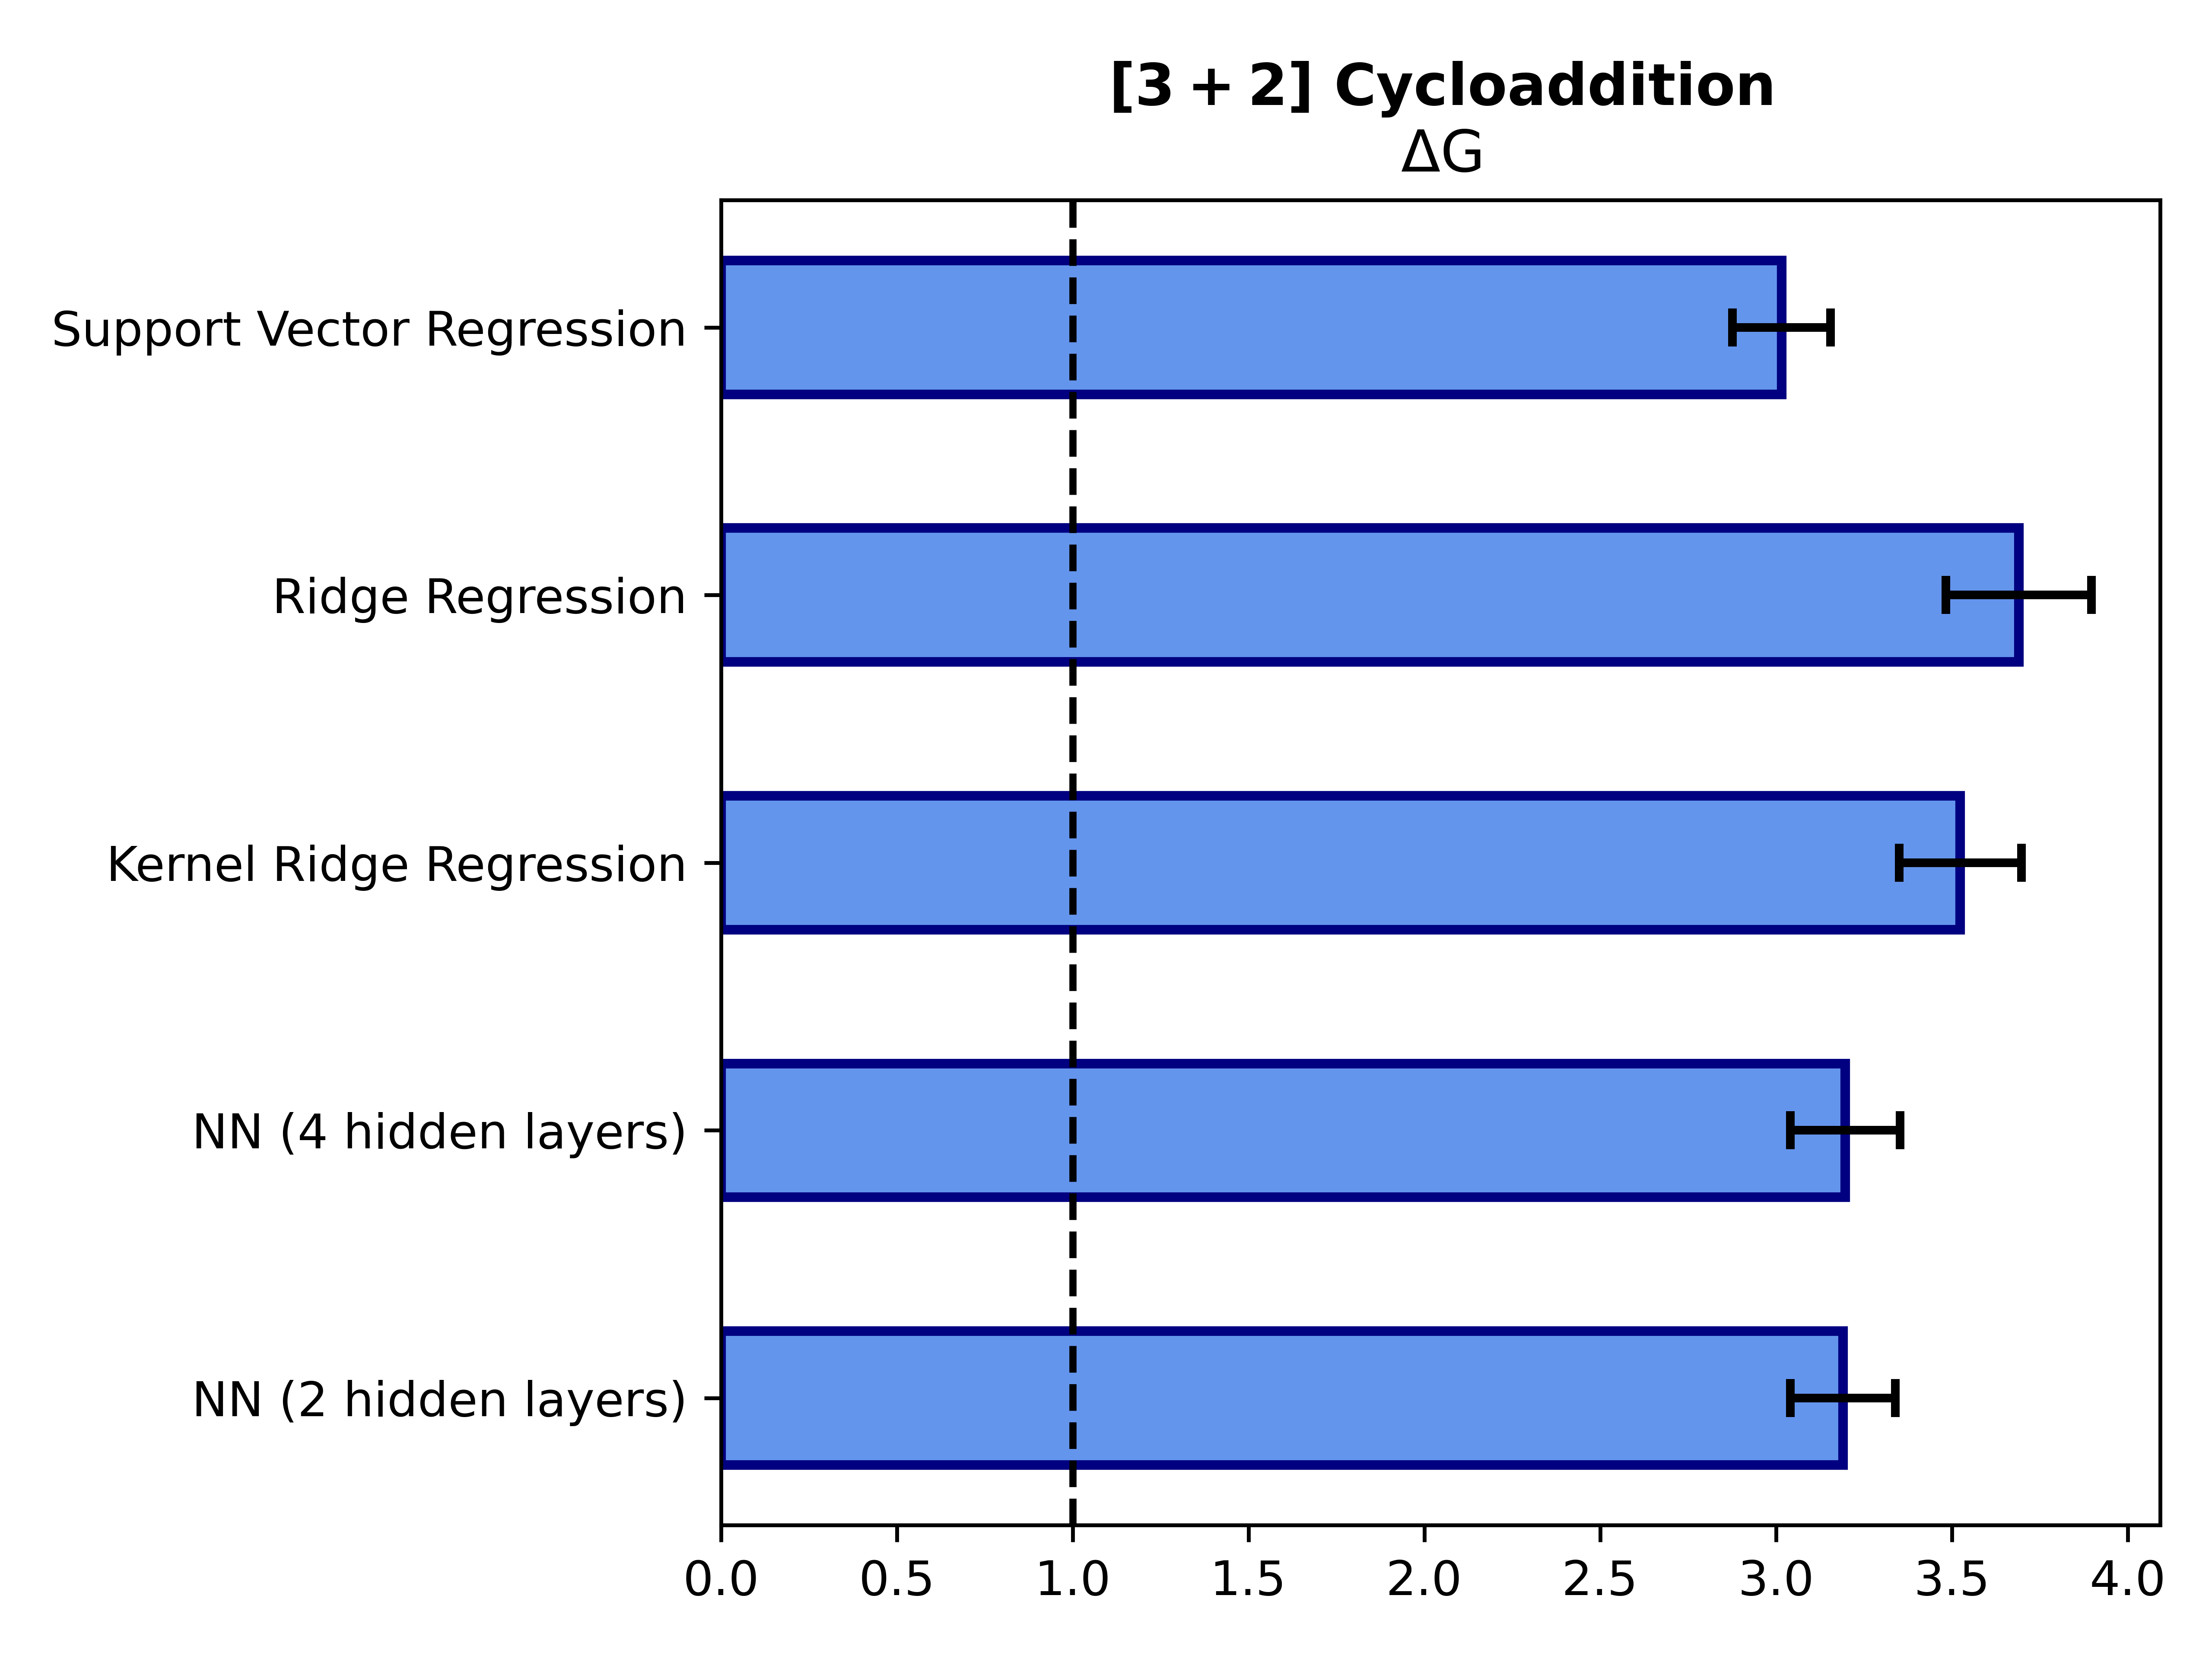 [3 + 2] Cycloaddition
ΔG
Support Vector Regression
Ridge Regression
Kernel Ridge Regression
NN (4 hidden layers)
NN (2 hidden layers)
0.0 0.5 1.0 1.5 2.0 2.5 3.0 3.5 4.0